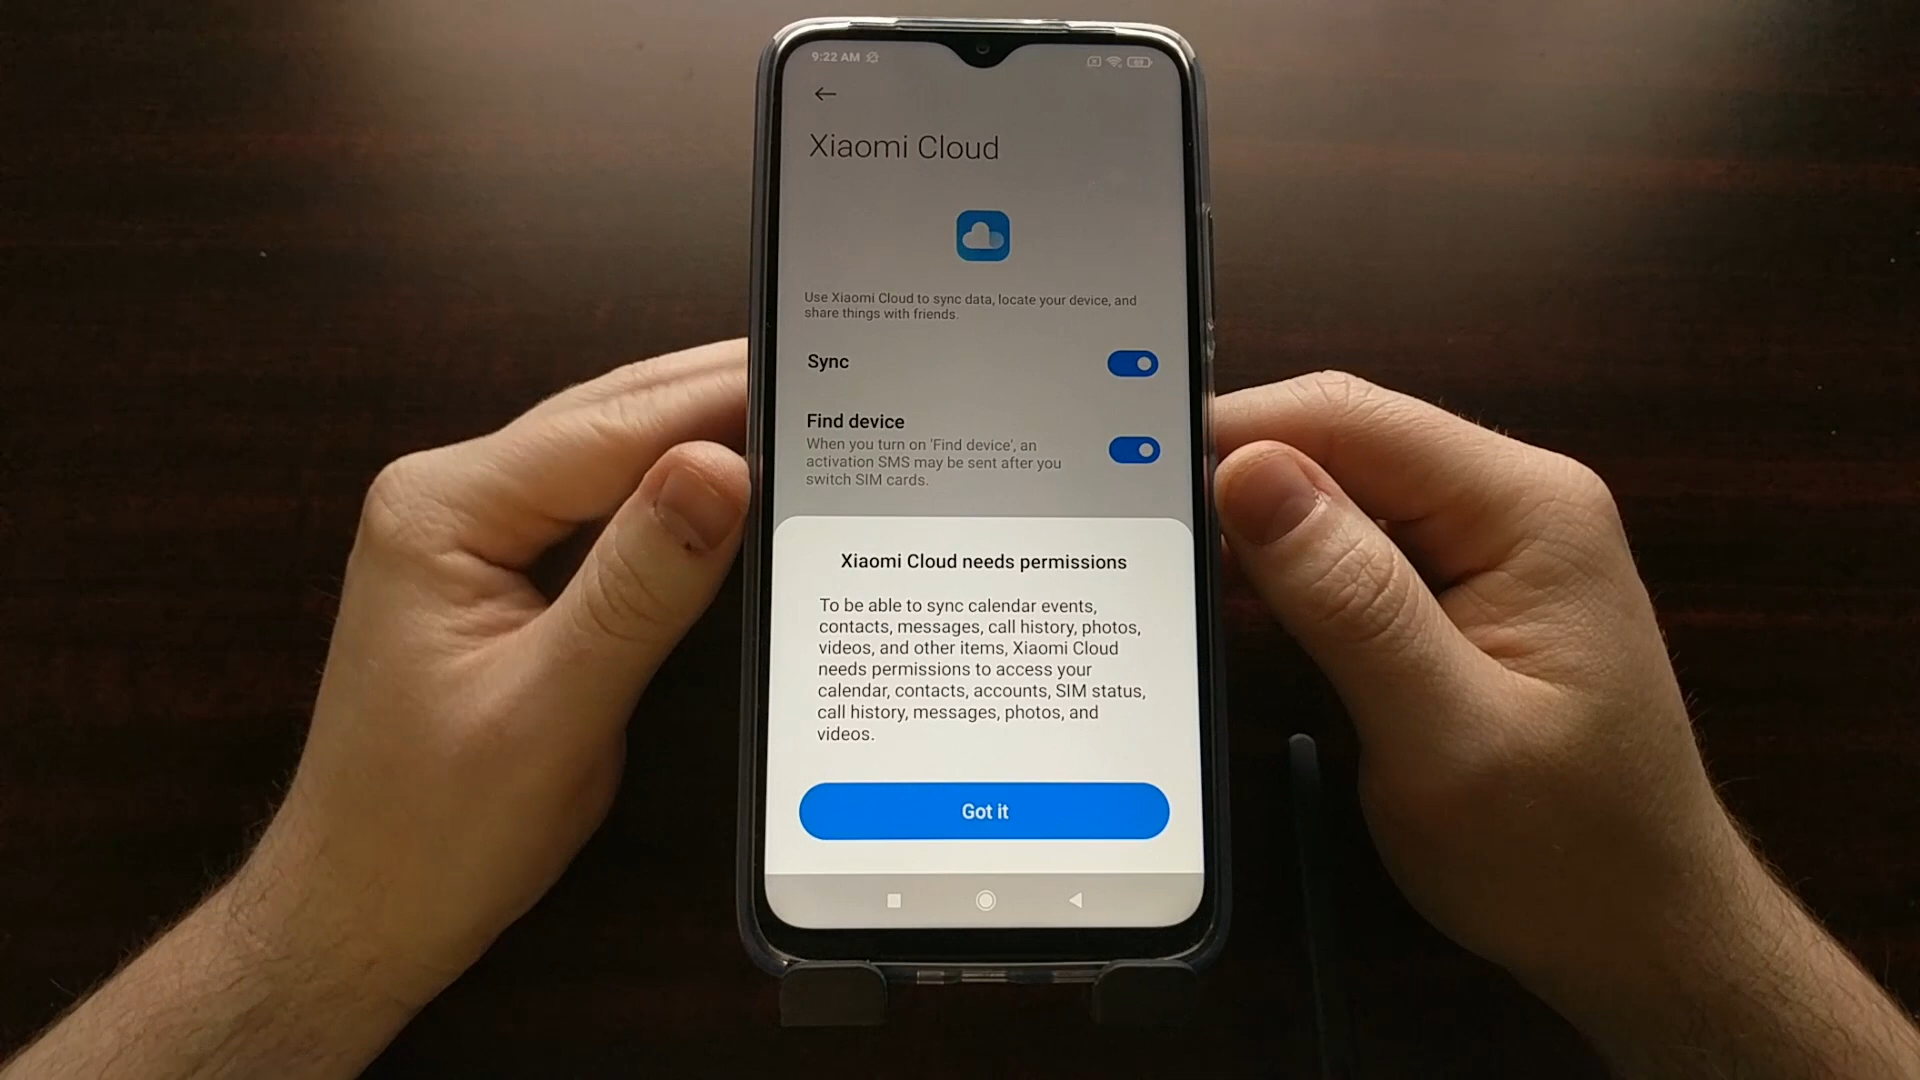 9:22 AM
Xiaomi Cloud
Use Xiaomi Cloud to sync data, locate your device, and
share things with friends.
Sync
Find device
When you turn on 'Find device', an
activation SMS may be sent after you
switch SIM cards.
Xiaomi Cloud needs permissions
To be able to sync calendar events,
contacts, messages, call history, photos,
videos, and other items, Xiaomi Cloud
needs permissions to access your
calendar, contacts, accounts, SIM status,
call history, messages, photos, and
videos.
Got it